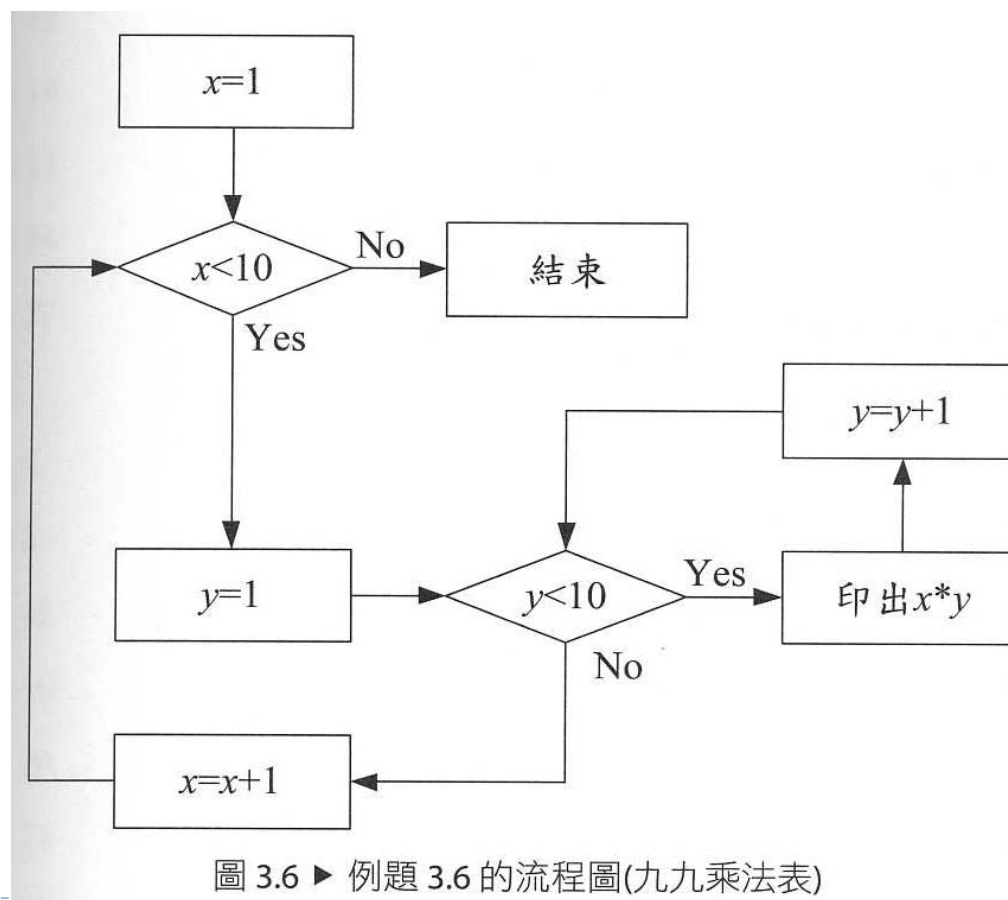 x=1
x<10
No
結束
Yes
y=y+1
y=1
y<10
Yes
印出x*y
No
x=x+1
圖 3.6 ▶ 例題 3.6 的流程圖(九九乘法表)